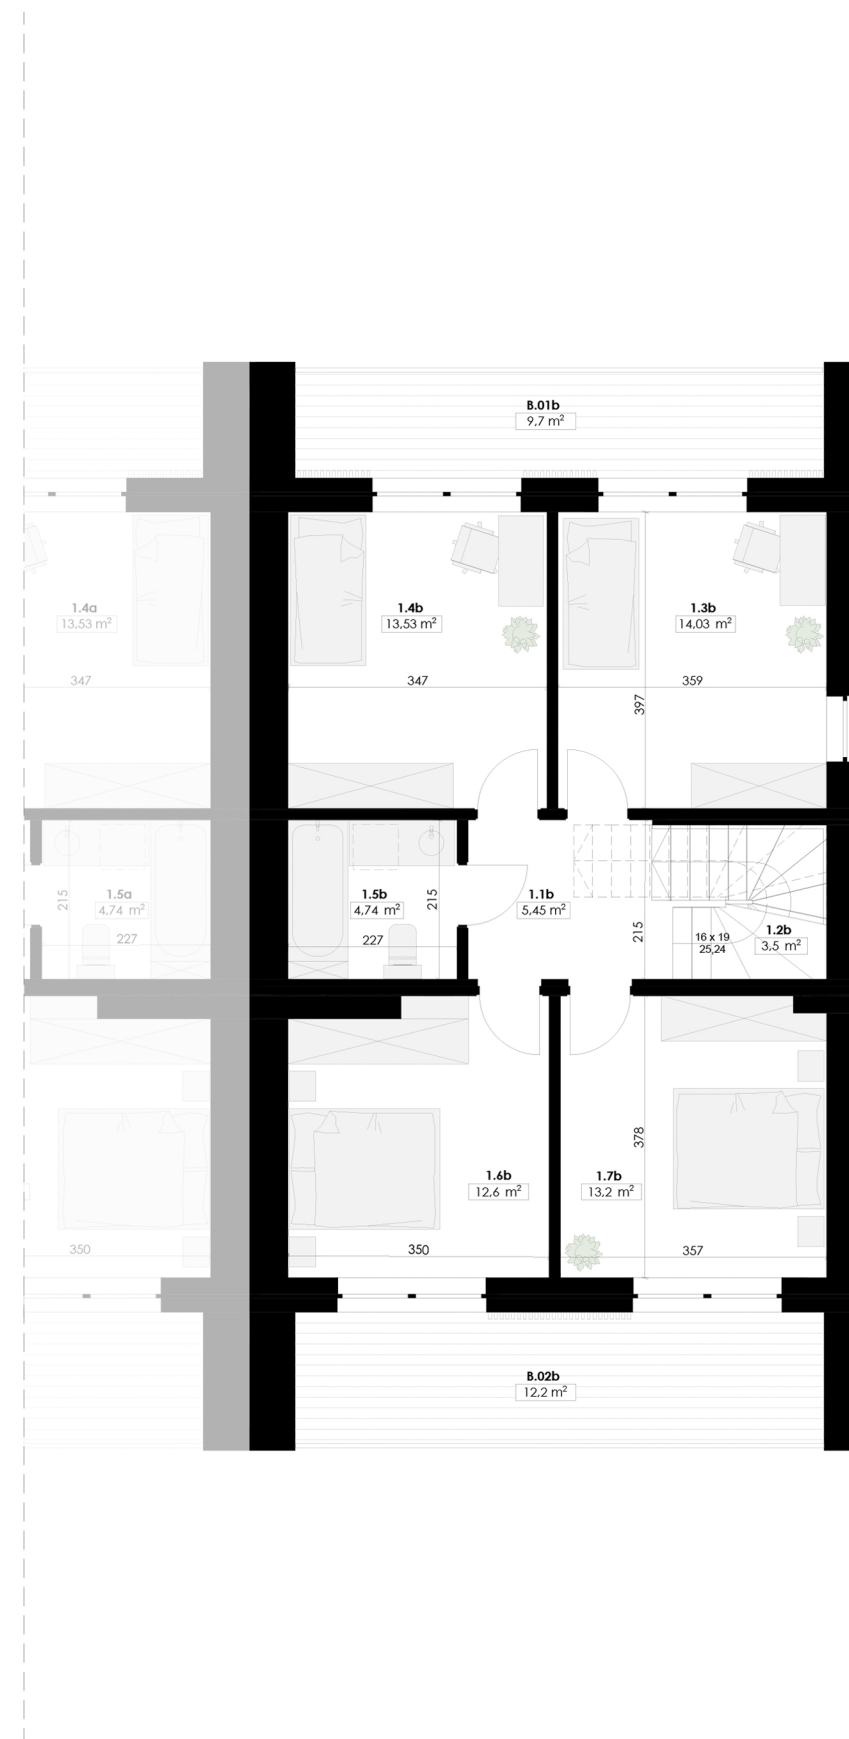 B.01b
9,7 m²
1.4a
13,53 m²
1.4b
13,53 m²
1.3b
14,03 m²
347
347
359
397
1.5a
4,74 m²
215
227
1.5b
4,74 m²
215
227
1.1b
5,45 m²
215
16 x 19
25,24
1.2b
3,5 m²
378
1.6b
12,6 m²
1.7b
13,2 m²
350
350
357
B.02b
12,2 m²